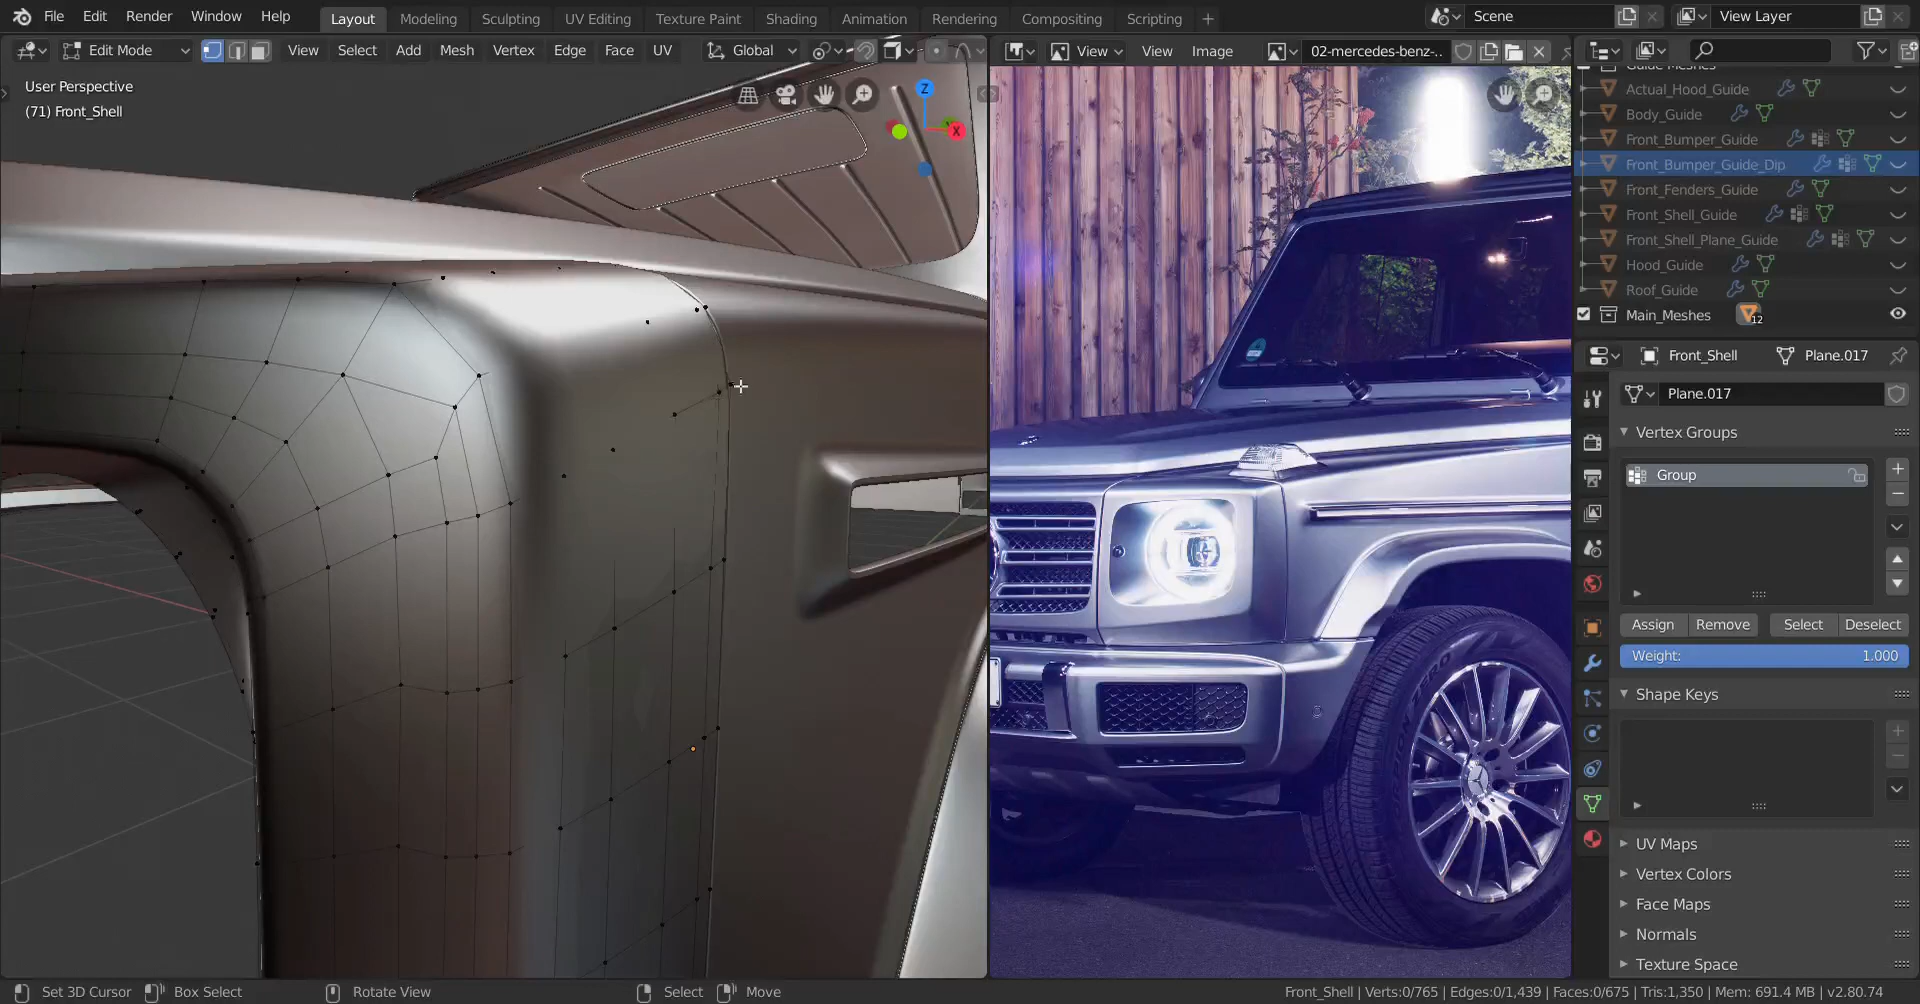 File Edit Render Window Help
Layout Modeling Sculpting UV Editing Texture Paint Shading Animation Rendering Compositing Scripting +
Scene
View Layer
Edit Mode
View Select Add Mesh Vertex Edge Face UV
Global
View View Image
02-mercedes-benz-..
User Perspective
(71) Front_Shell
Z
X
Guide Meshes
Actual_Hood_Guide
Body_Guide
Front_Bumper_Guide
Front_Bumper_Guide_Dip
Front_Fenders_Guide
Front_Shell_Guide
Front_Shell_Plane_Guide
Hood_Guide
Roof_Guide
Main_Meshes
12
Front_Shell
Plane.017
Plane.017
Vertex Groups
Group
Assign Remove Select Deselect
Weight: 1.000
Shape Keys
UV Maps
Vertex Colors
Face Maps
Normals
Texture Space
Set 3D Cursor Box Select Rotate View Select Move
Front_Shell | Verts:0/765 | Edges:0/1,439 | Faces:0/675 | Tris:1,350 | Mem: 691.4 MB | v2.80.74